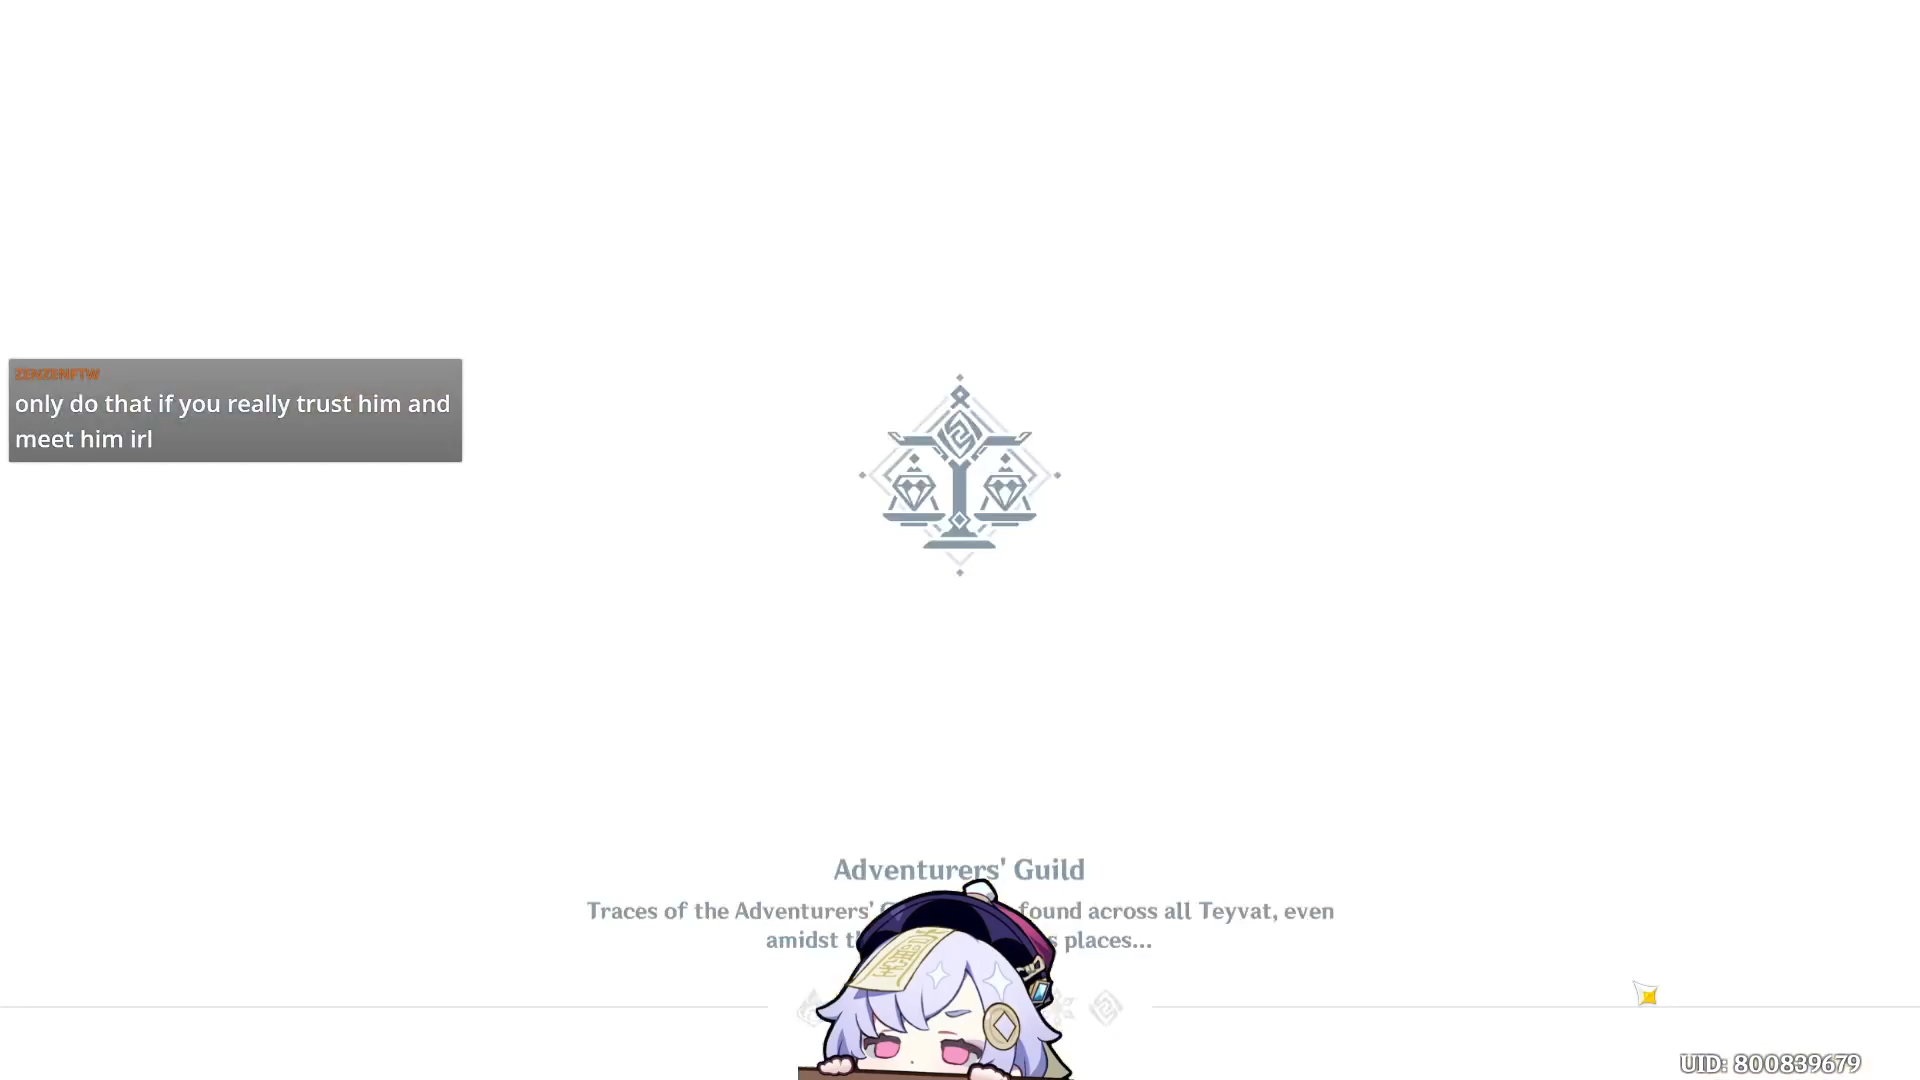 ZENZENFTW
only do that if you really trust him and
meet him irl
Adventurers' Guild
Traces of the Adventurers' found across all Teyvat, even
amidst places...
UID: 800839679